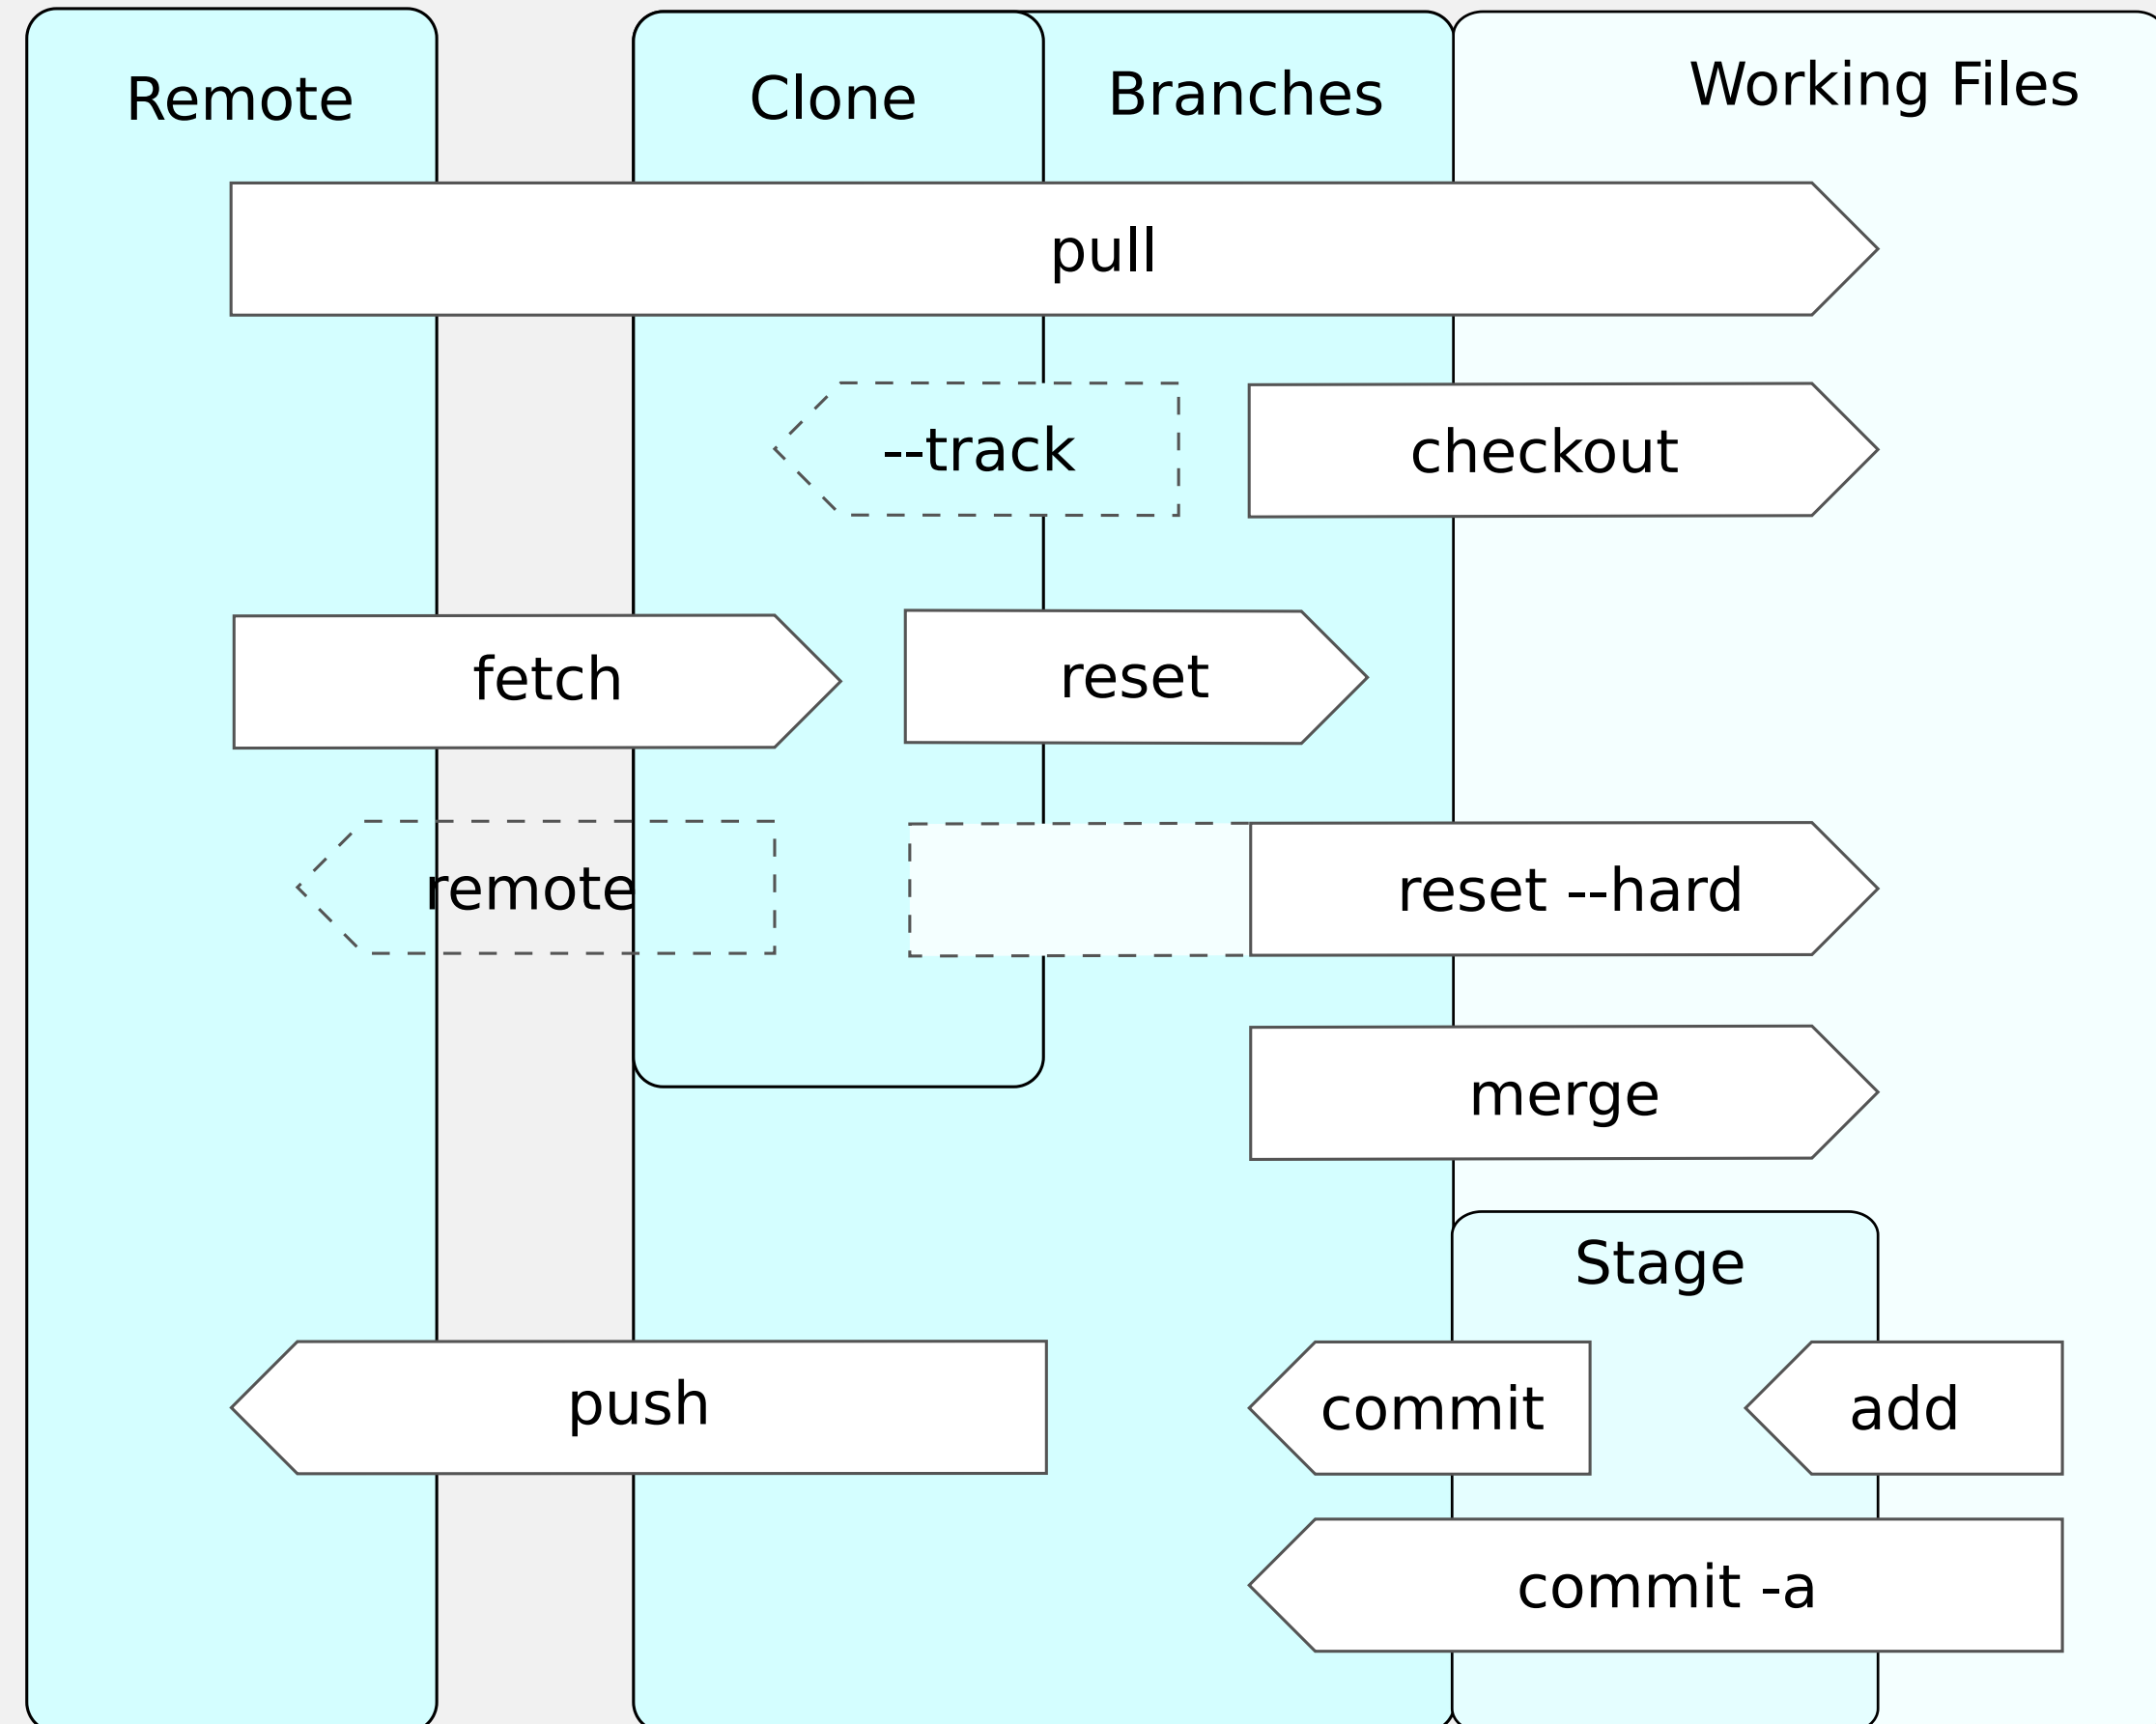 Remote
Clone
Branches
Working Files
pull
--track
checkout
fetch
reset
remote
reset --hard
merge
Stage
push
commit
add
commit -a